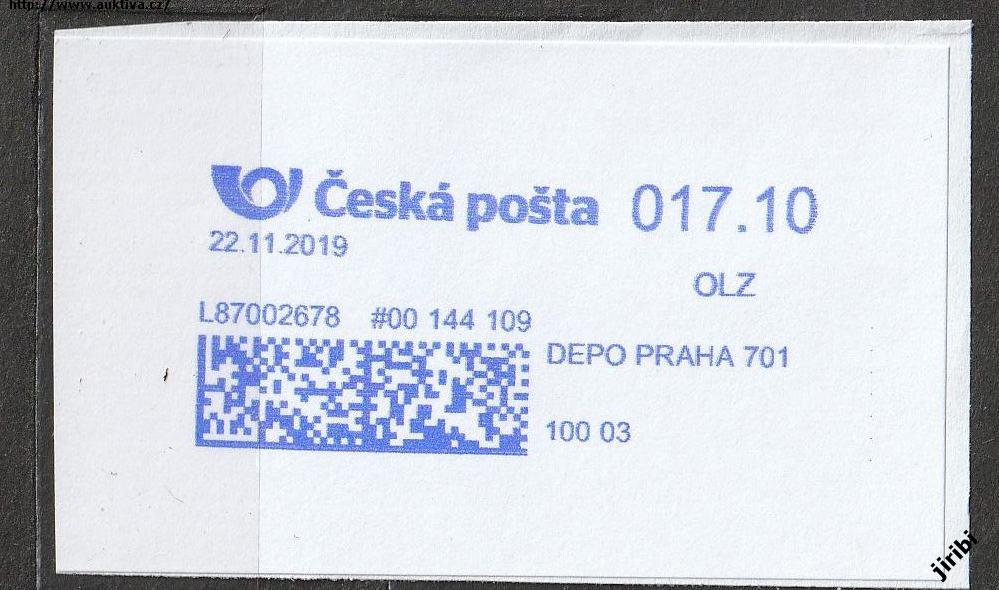 http://www.auktiva.cz/
Česká pošta 017.10
22.11.2019
OLZ
L87002678 #00 144 109
DEPO PRAHA 701
100 03
jiribi